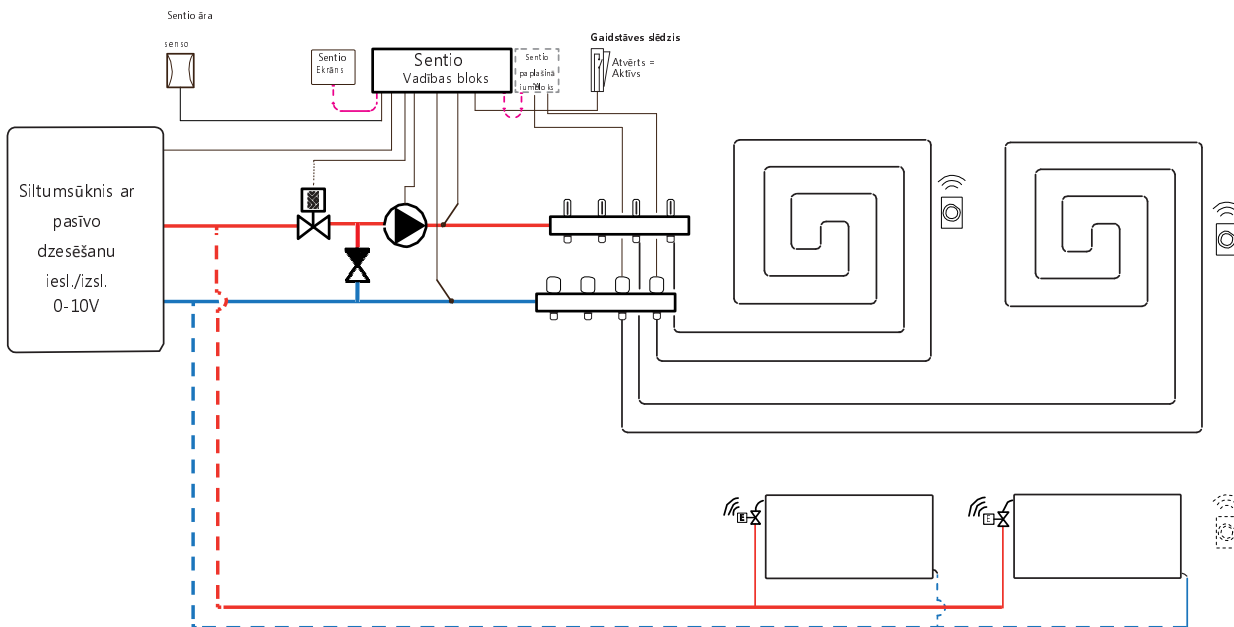 Sentio āra
senso
Sentio
Ekrāns
Sentio
Vadības bloks
Sentio
paplašinā
iumbloks
Gaidstāves slēdzis
Atvērts =
Aktīvs
Siltumsūknis ar
pasīvo
dzesēšanu
iesl./izsl.
0-10V
E
E